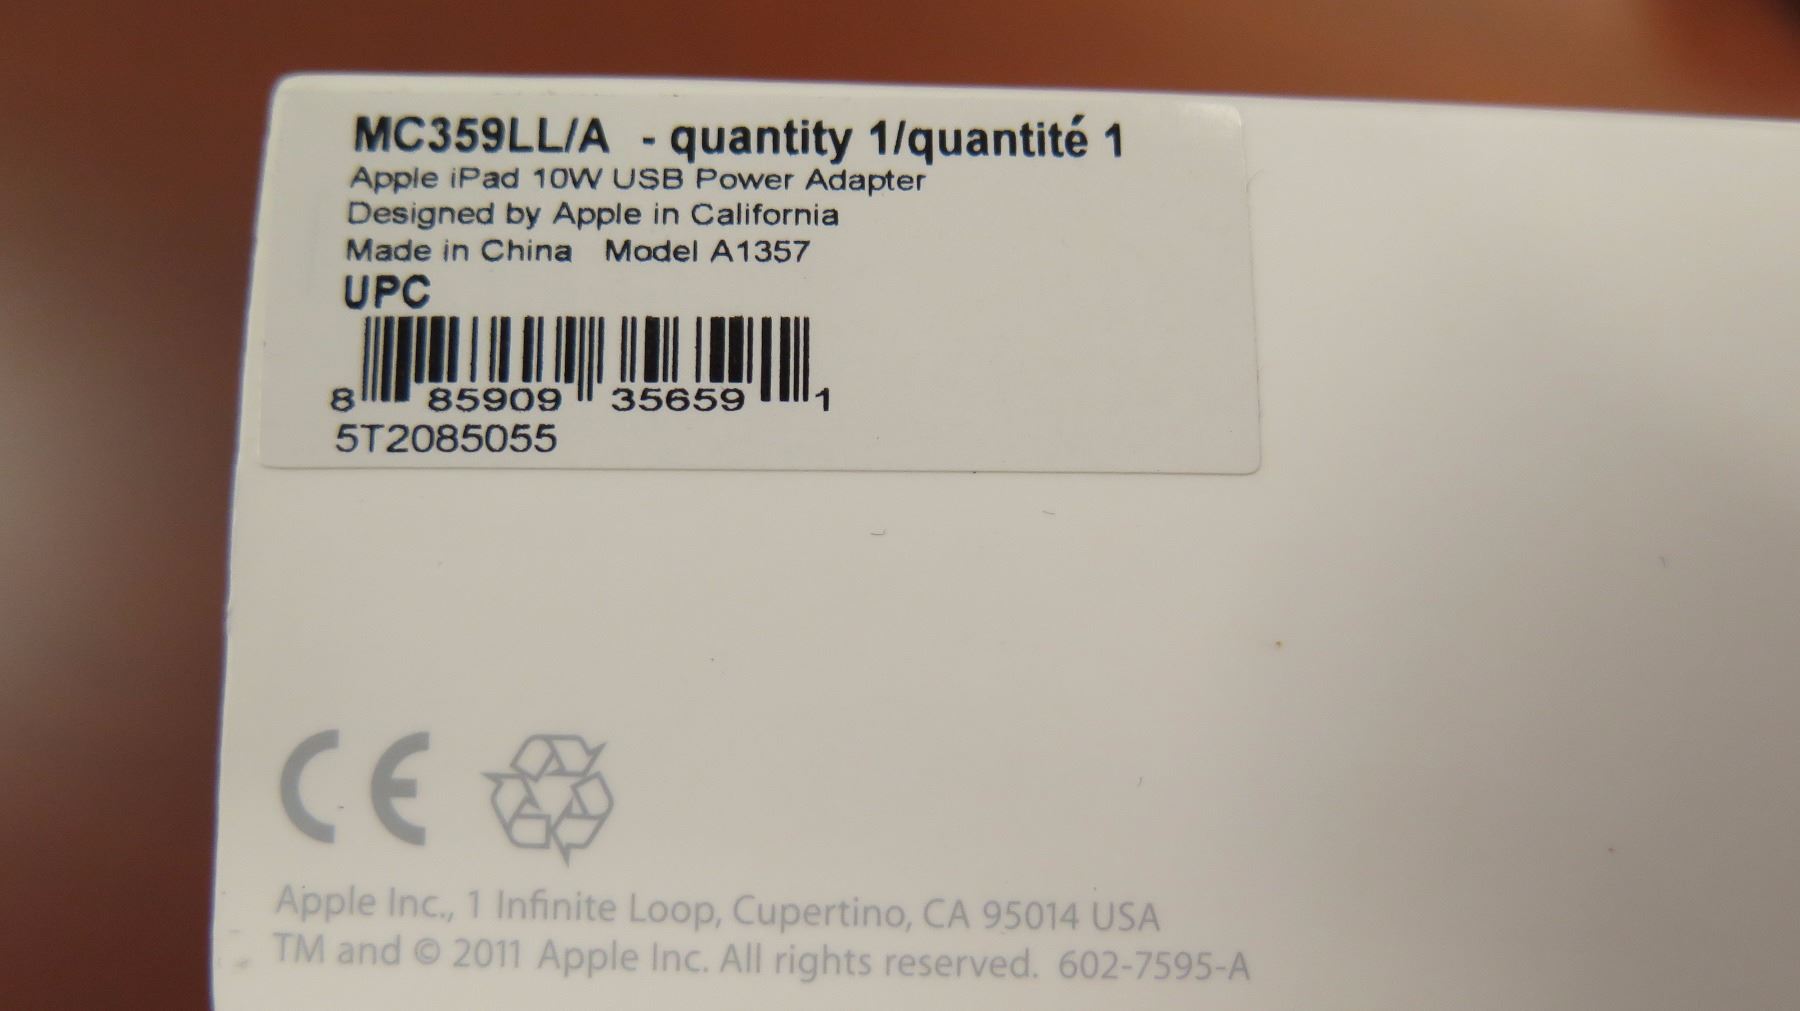 MC359LL/A - quantity 1/quantité 1
Apple iPad 10W USB Power Adapter
Designed by Apple in California
Made in China Model A1357
UPC
8 85909 35659 1
5T2085055
CE
Apple Inc., 1 Infinite Loop, Cupertino, CA 95014 USA
TM and © 2011 Apple Inc. All rights reserved. 602-7595-A